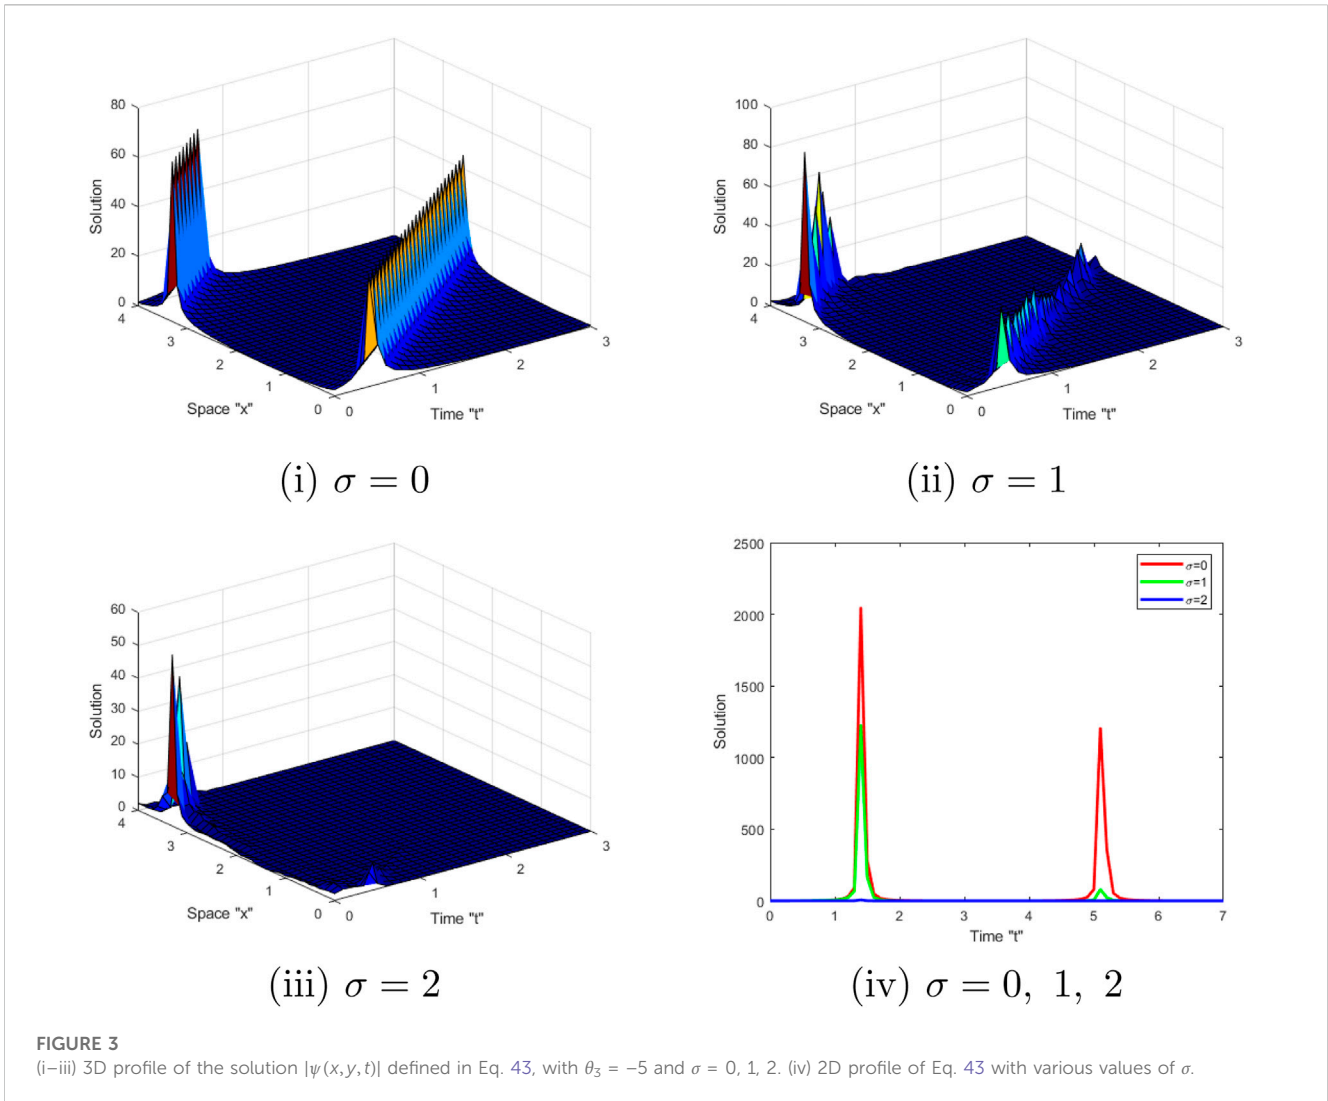 80
60
40
20
0
Solution
4
3
2
1
0
Space "x"
0
1
2
3
Time "t"
(i) σ = 0
100
80
60
40
20
0
Solution
4
3
2
1
0
Space "x"
0
1
2
3
Time "t"
(ii) σ = 1
60
50
40
30
20
10
0
Solution
4
3
2
1
0
Space "x"
0
1
2
3
Time "t"
(iii) σ = 2
2500
2000
1500
1000
500
0
Solution
0 1 2 3 4 5 6 7
Time "t"
σ=0
σ=1
σ=2
(iv) σ = 0, 1, 2
FIGURE 3
(i–iii) 3D profile of the solution |ψ(x,y,t)| defined in Eq. 43, with θ₃ = −5 and σ = 0, 1, 2. (iv) 2D profile of Eq. 43 with various values of σ.